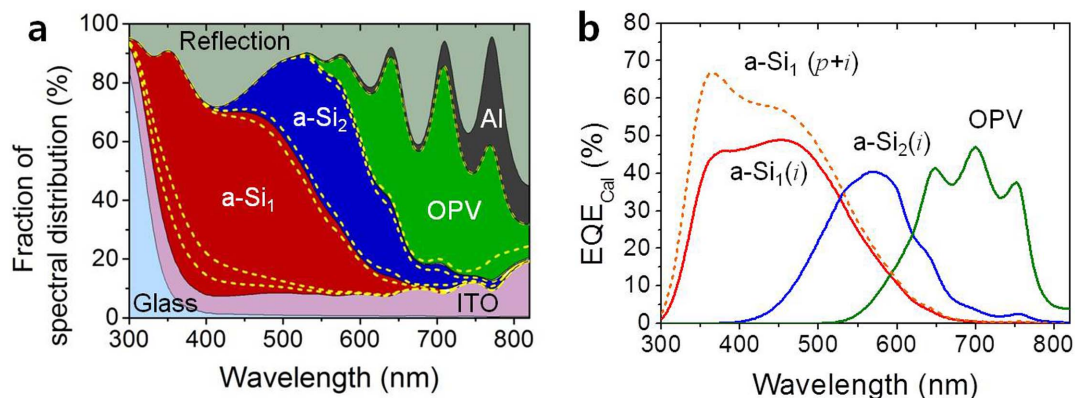 a
Fraction of
spectral distribution (%)
100
80
60
40
20
0
Reflection
a-Si₁
a-Si₂
OPV
Al
Glass
ITO
300 400 500 600 700 800
Wavelength (nm)
b
EQE_Cal (%)
80
70
60
50
40
30
20
10
0
a-Si₁ (p+i)
a-Si₁(i)
a-Si₂(i)
OPV
300 400 500 600 700 800
Wavelength (nm)